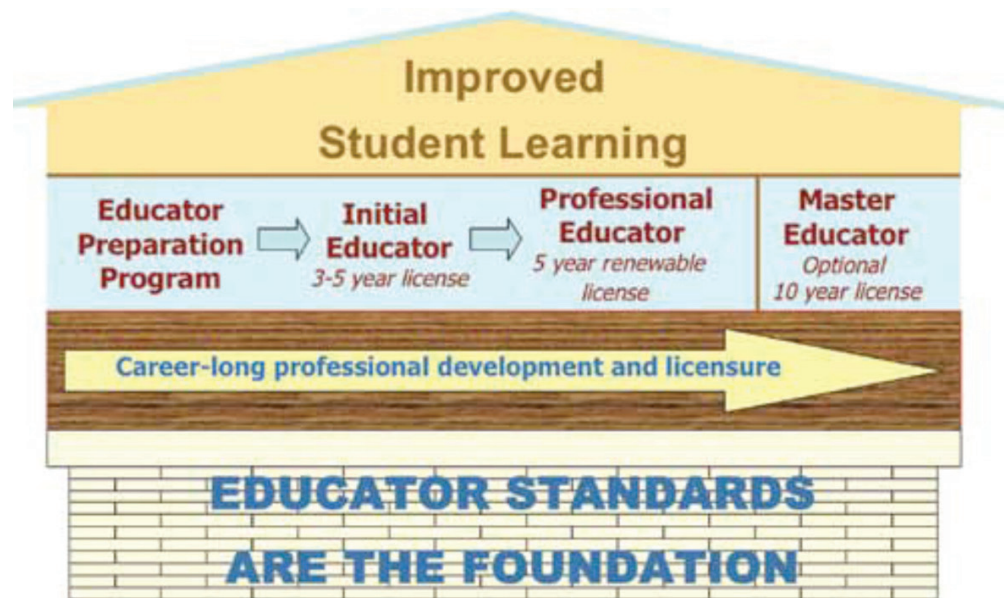 Improved
Student Learning
Educator
Preparation
Program
Initial
Educator
3-5 year license
Professional
Educator
5 year renewable
license
Master
Educator
Optional
10 year license
Career-long professional development and licensure
EDUCATOR STANDARDS
ARE THE FOUNDATION